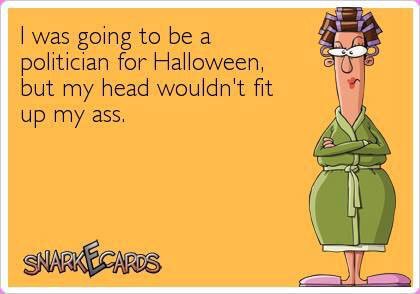 I was going to be a
politician for Halloween,
but my head wouldn't fit
up my ass.
SNARKECARDS